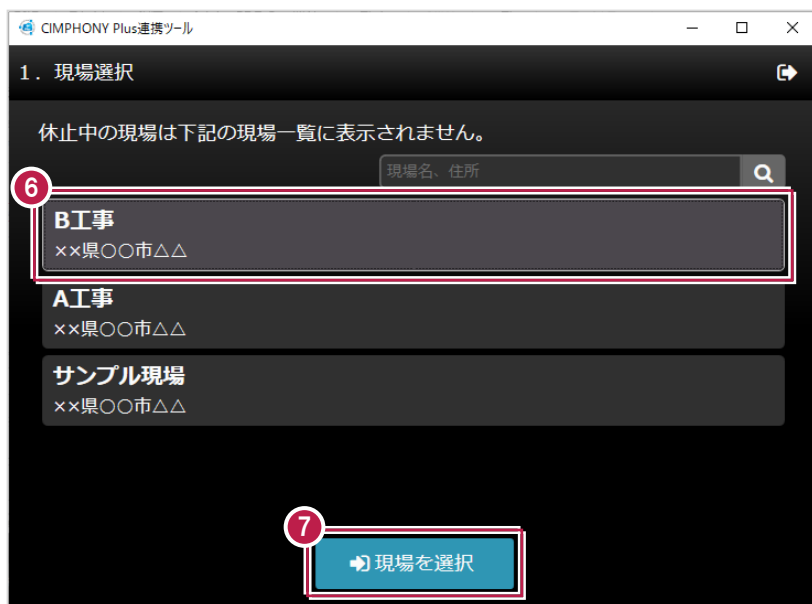 CIMPHONY Plus連携ツール
1．現場選択
休止中の現場は下記の現場一覧に表示されません。
現場名、住所
6
B工事
××県○○市△△
A工事
××県○○市△△
サンプル現場
××県○○市△△
7
現場を選択